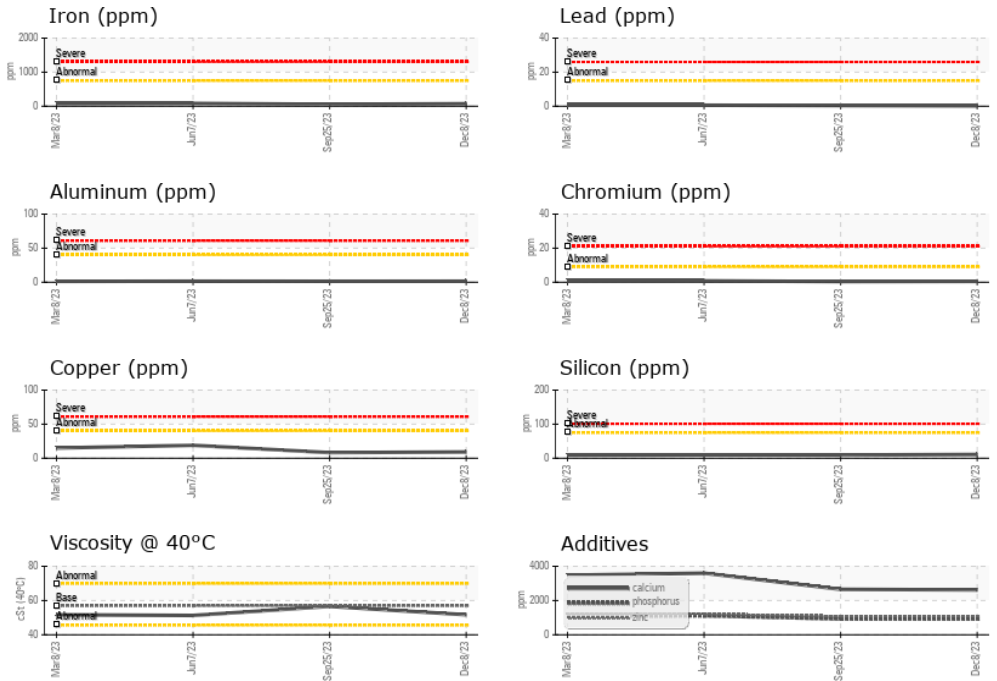 Iron (ppm)
2000
1000
0
ppm
Severe
Abnormal
Mar8/23
Jun7/23
Sep25/23
Dec8/23
Lead (ppm)
40
20
0
ppm
Severe
Abnormal
Mar8/23
Jun7/23
Sep25/23
Dec8/23
Aluminum (ppm)
100
50
0
ppm
Severe
Abnormal
Mar8/23
Jun7/23
Sep25/23
Dec8/23
Chromium (ppm)
40
20
0
ppm
Severe
Abnormal
Mar8/23
Jun7/23
Sep25/23
Dec8/23
Copper (ppm)
100
50
0
ppm
Severe
Abnormal
Mar8/23
Jun7/23
Sep25/23
Dec8/23
Silicon (ppm)
200
100
0
ppm
Severe
Abnormal
Mar8/23
Jun7/23
Sep25/23
Dec8/23
Viscosity @ 40°C
80
60
40
cSt (40°C)
Abnormal
Base
Abnormal
Mar8/23
Jun7/23
Sep25/23
Dec8/23
Additives
4000
2000
0
ppm
calcium
phosphorus
zinc
Mar8/23
Jun7/23
Sep25/23
Dec8/23